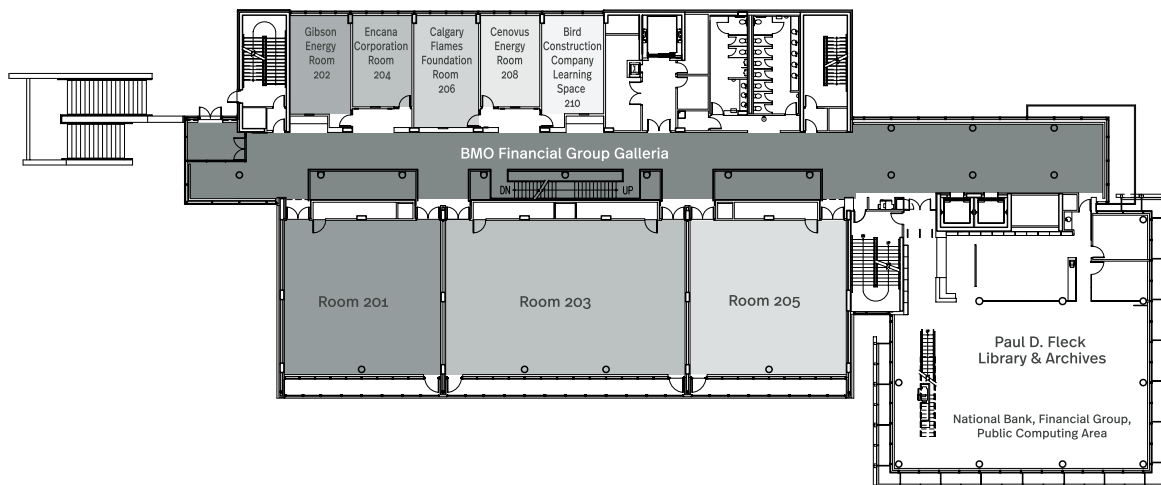 Gibson
Energy
Room
202
Encana
Corporation
Room
204
Calgary
Flames
Foundation
Room
206
Cenovus
Energy
Room
208
Bird
Construction
Company
Learning
Space
210
BMO Financial Group Galleria
DN
UP
Room 201
Room 203
Room 205
Paul D. Fleck
Library & Archives
National Bank, Financial Group,
Public Computing Area